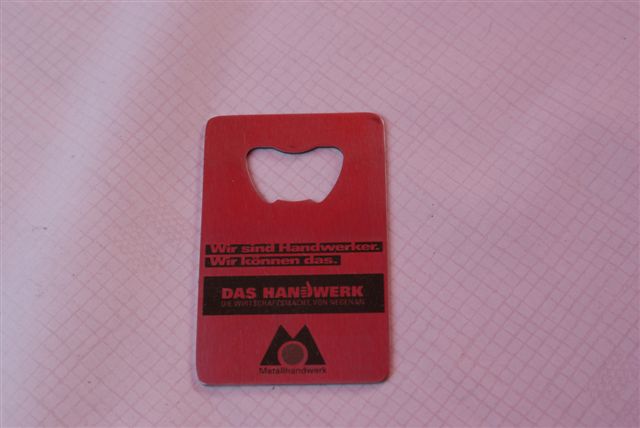 Wir sind Handwerker.
Wir können das.
DAS HANDWERK
DIE WIRTSCHAFTSMACHT. VON NEBENAN.
Metallhandwerk